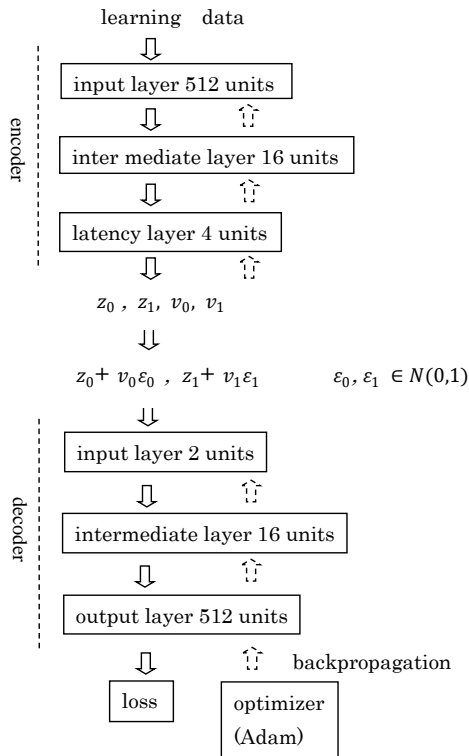 learning data
input layer 512 units
inter mediate layer 16 units
latency layer 4 units
encoder
z₀ , z₁, v₀, v₁
z₀+ v₀ε₀ , z₁+ v₁ε₁ ε₀, ε₁ ∈ N(0,1)
input layer 2 units
intermediate layer 16 units
output layer 512 units
decoder
backpropagation
loss
optimizer
(Adam)